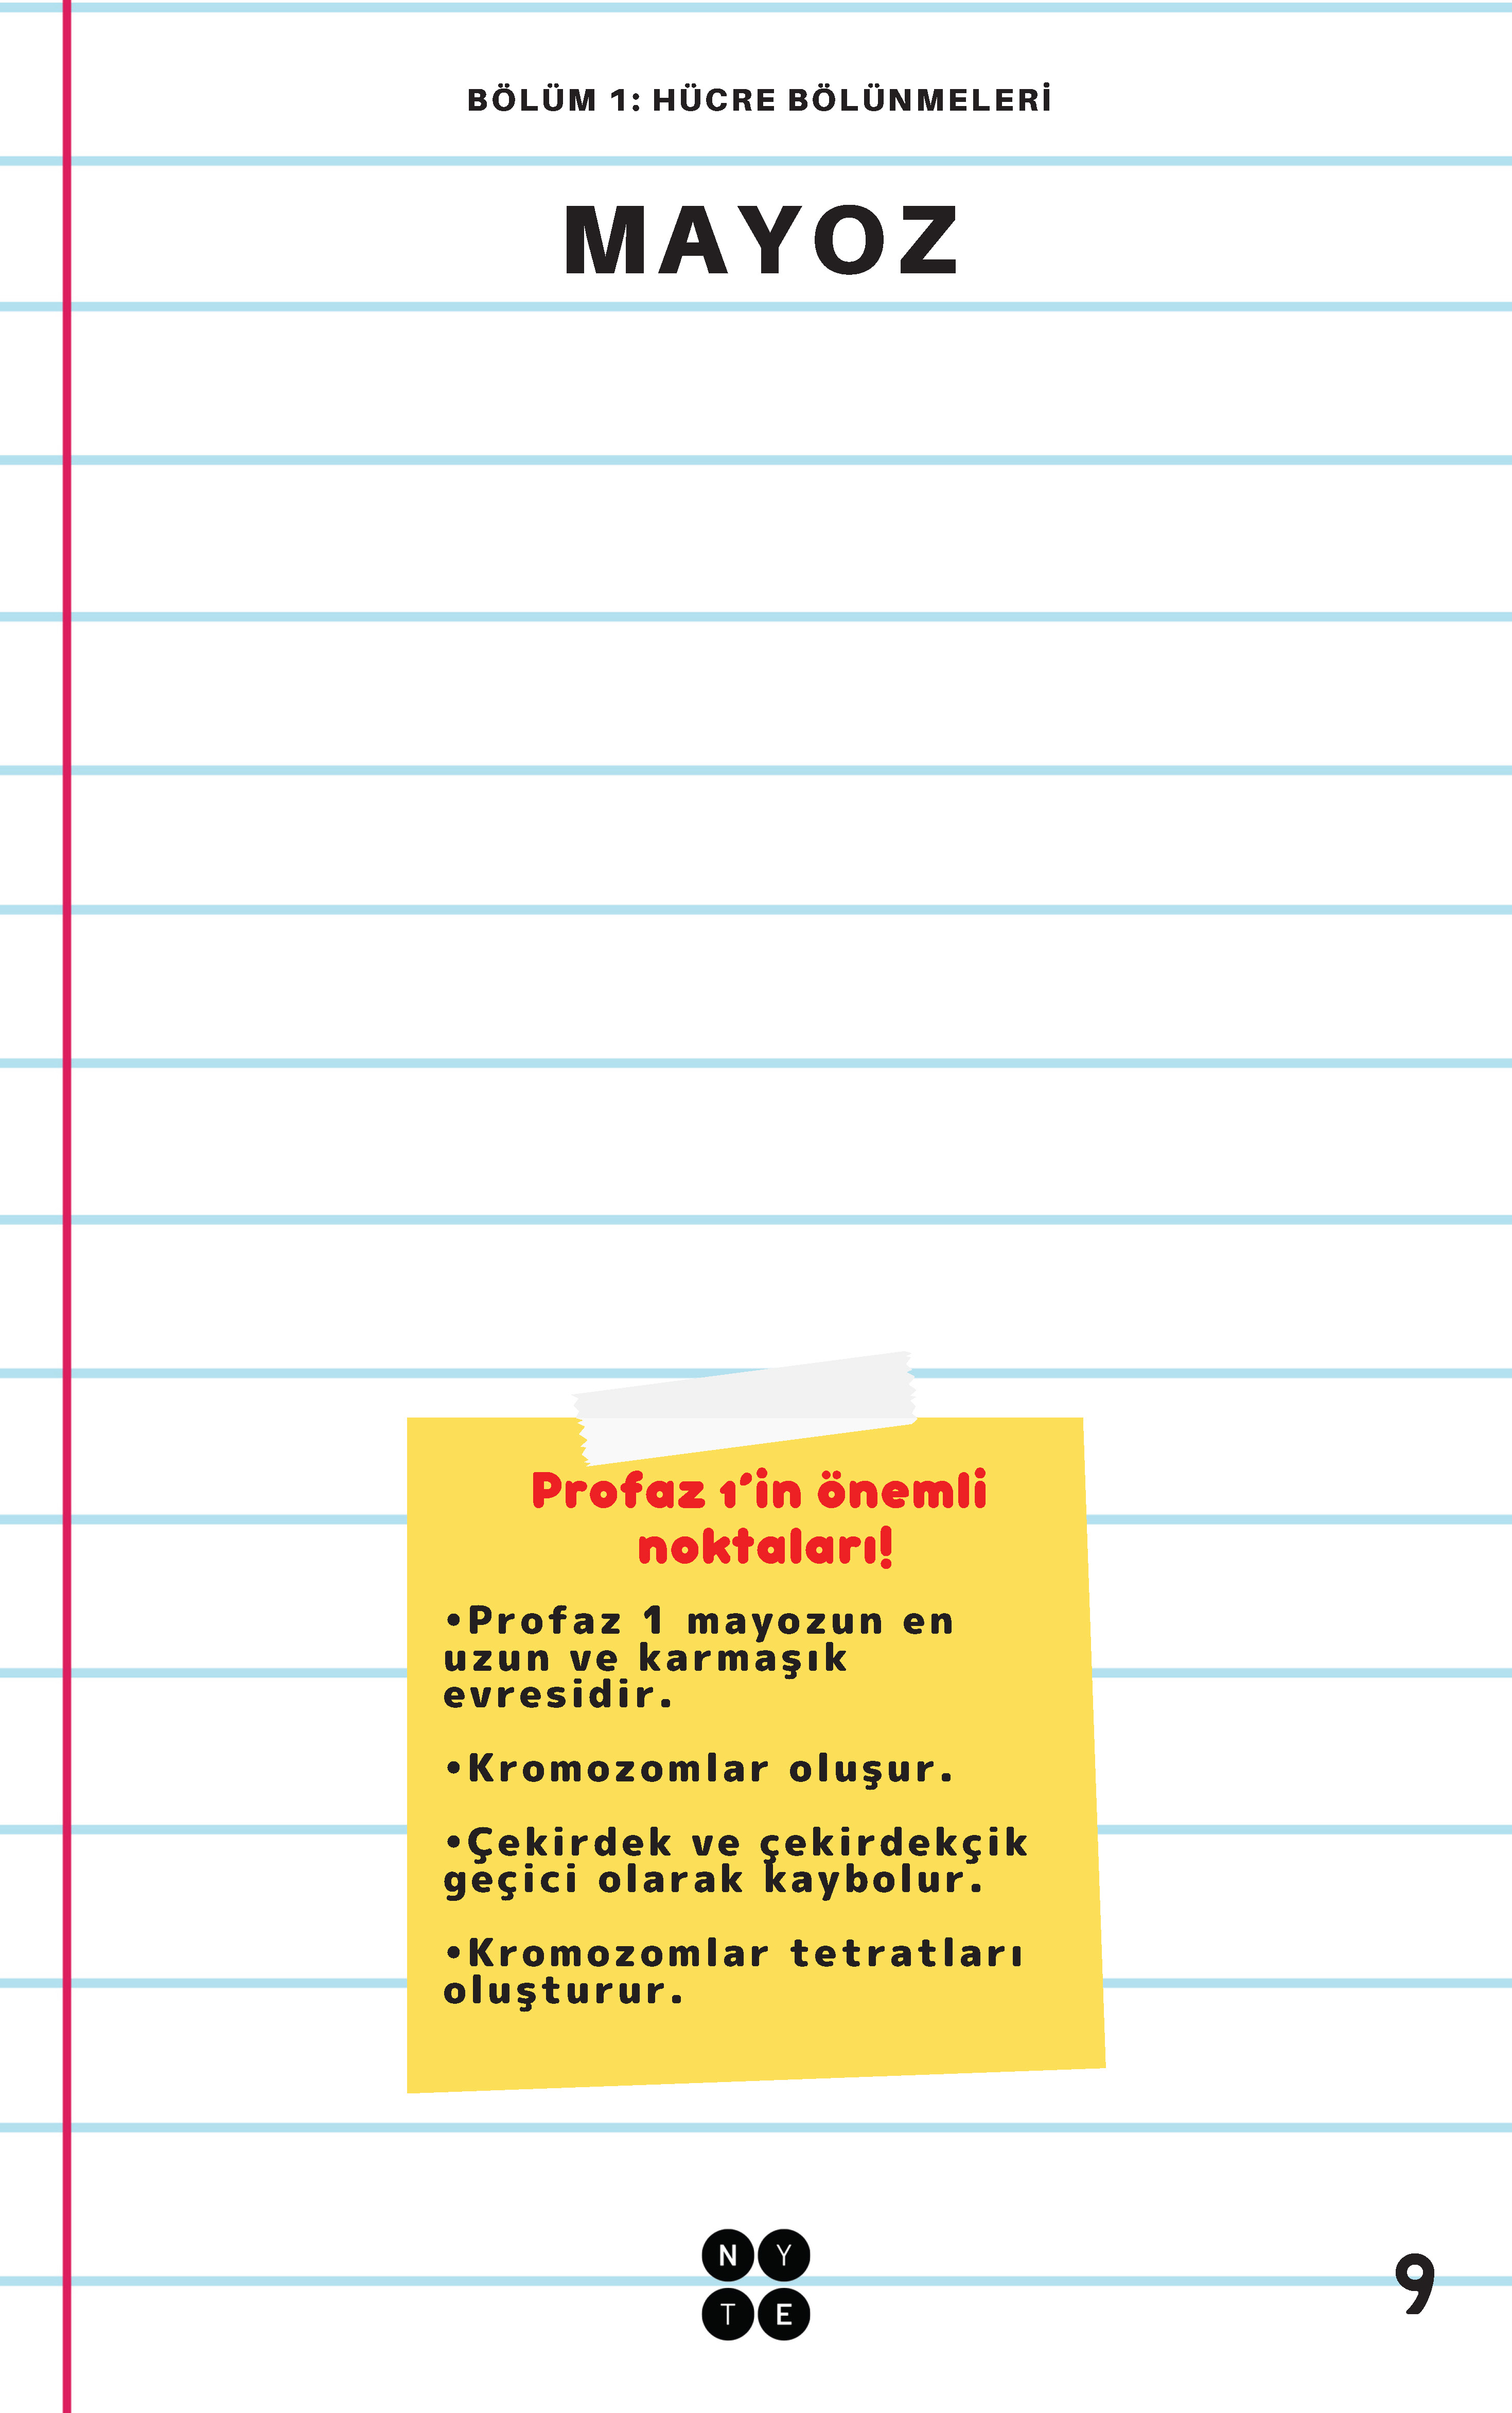 BÖLÜM 1: HÜCRE BÖLÜNMELERİ
MAYOZ
Profaz 1'in önemli
noktaları!
•Profaz 1 mayozun en
uzun ve karmaşık
evresidir.
•Kromozomlar oluşur.
•Çekirdek ve çekirdekçik
geçici olarak kaybolur.
•Kromozomlar tetratları
oluşturur.
N Y
T E
9